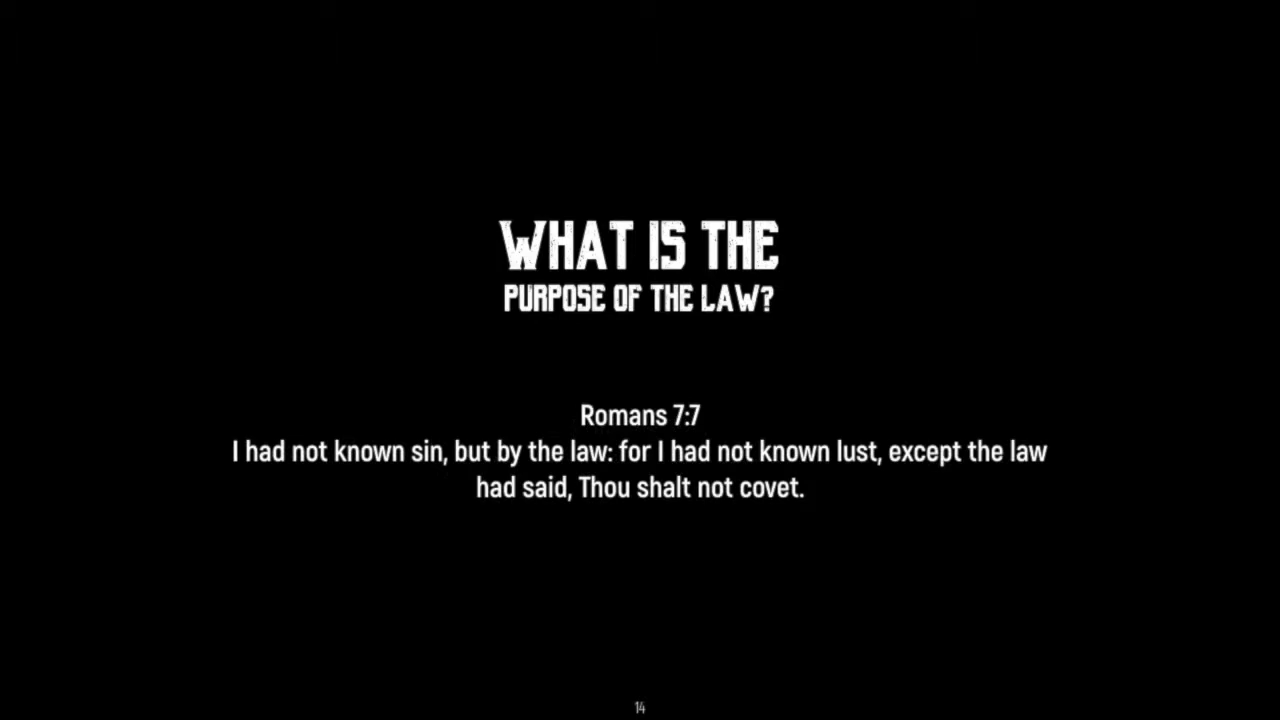 WHAT IS THE
PURPOSE OF THE LAW?
Romans 7:7
I had not known sin, but by the law: for I had not known lust, except the law
had said, Thou shalt not covet.
14